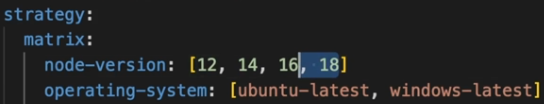 strategy:
matrix:
node-version: [12, 14, 16, 18]
operating-system: [ubuntu-latest, windows-latest]